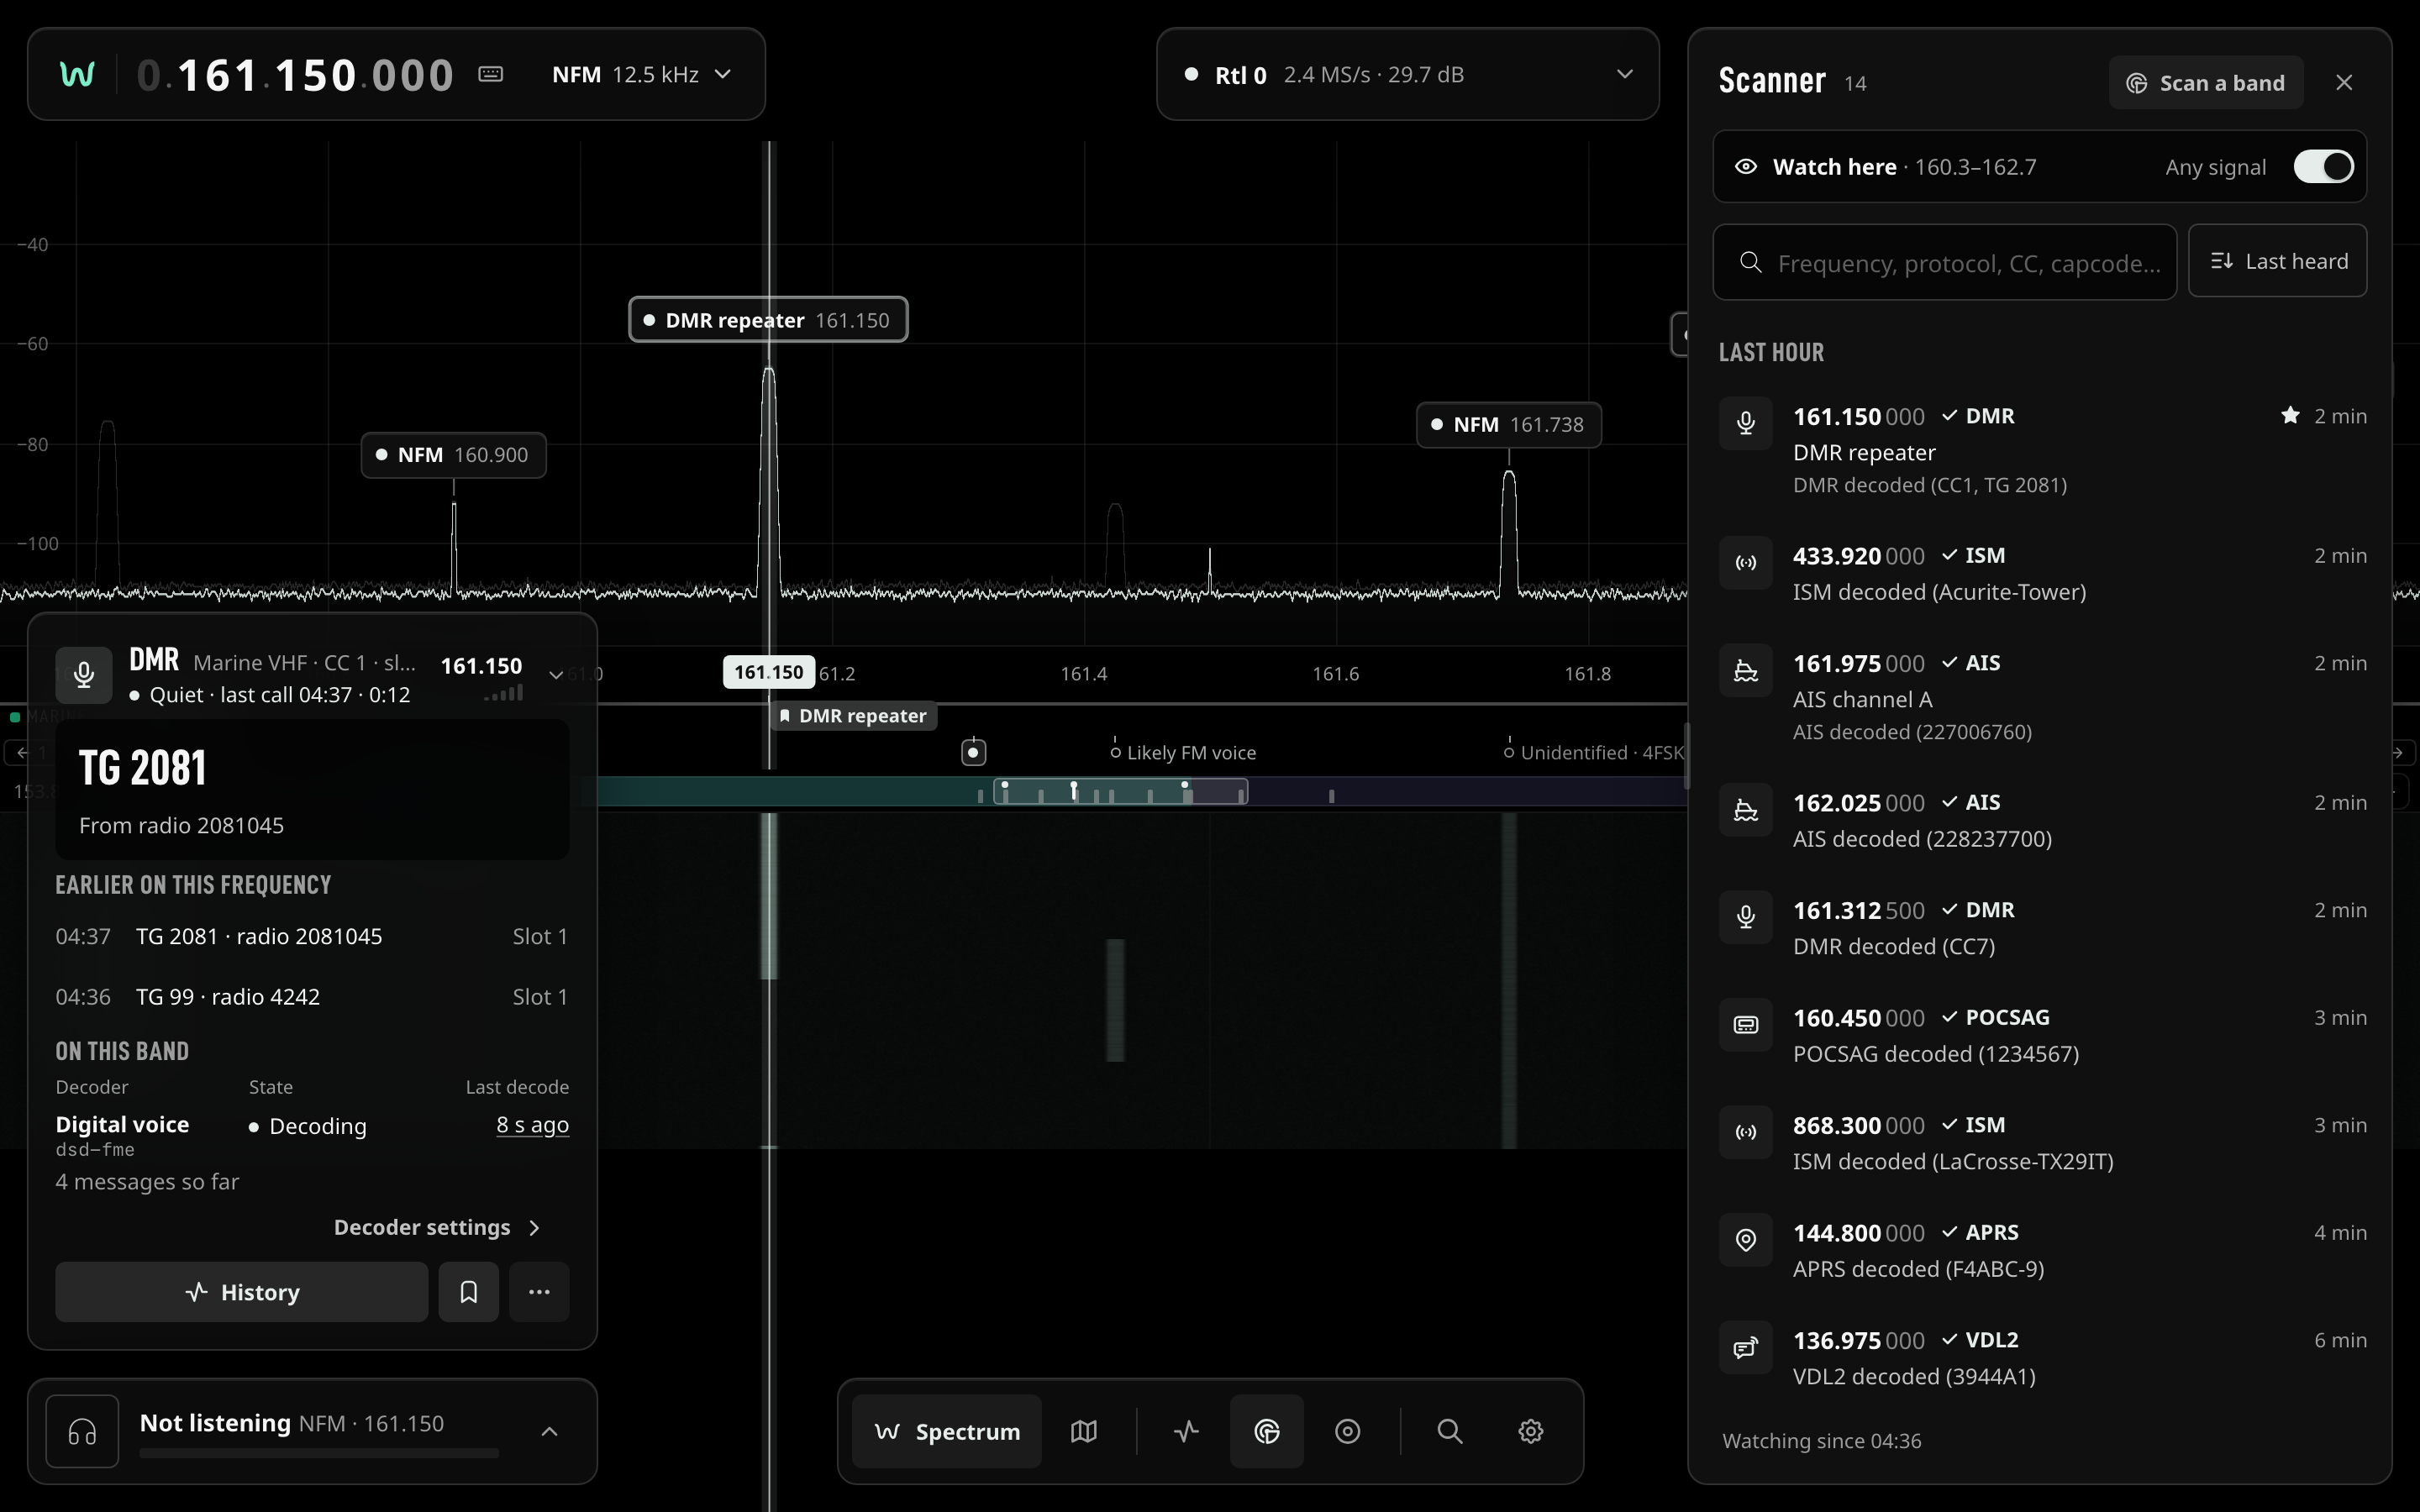 0.161.150.000
NFM 12.5 kHz
Rtl 0 2.4 MS/s · 29.7 dB
−40
−60
−80
−100
DMR repeater 161.150
NFM 160.900
NFM 161.738
161.150
61.2
161.4
161.6
161.8
DMR repeater
Likely FM voice
Unidentified · 4FSK
DMR Marine VHF · CC 1 · sl...
161.150
Quiet · last call 04:37 · 0:12
TG 2081
From radio 2081045
EARLIER ON THIS FREQUENCY
04:37 TG 2081 · radio 2081045 Slot 1
04:36 TG 99 · radio 4242 Slot 1
ON THIS BAND
Decoder State Last decode
Digital voice Decoding 8 s ago
dsd-fme
4 messages so far
Decoder settings
History
Not listening NFM · 161.150
Spectrum
Scanner 14
Scan a band
Watch here · 160.3–162.7 Any signal
Frequency, protocol, CC, capcode...
Last heard
LAST HOUR
161.150 000 DMR 2 min
DMR repeater
DMR decoded (CC1, TG 2081)
433.920 000 ISM 2 min
ISM decoded (Acurite-Tower)
161.975 000 AIS 2 min
AIS channel A
AIS decoded (227006760)
162.025 000 AIS 2 min
AIS decoded (228237700)
161.312 500 DMR 2 min
DMR decoded (CC7)
160.450 000 POCSAG 3 min
POCSAG decoded (1234567)
868.300 000 ISM 3 min
ISM decoded (LaCrosse-TX29IT)
144.800 000 APRS 4 min
APRS decoded (F4ABC-9)
136.975 000 VDL2 6 min
VDL2 decoded (3944A1)
Watching since 04:36